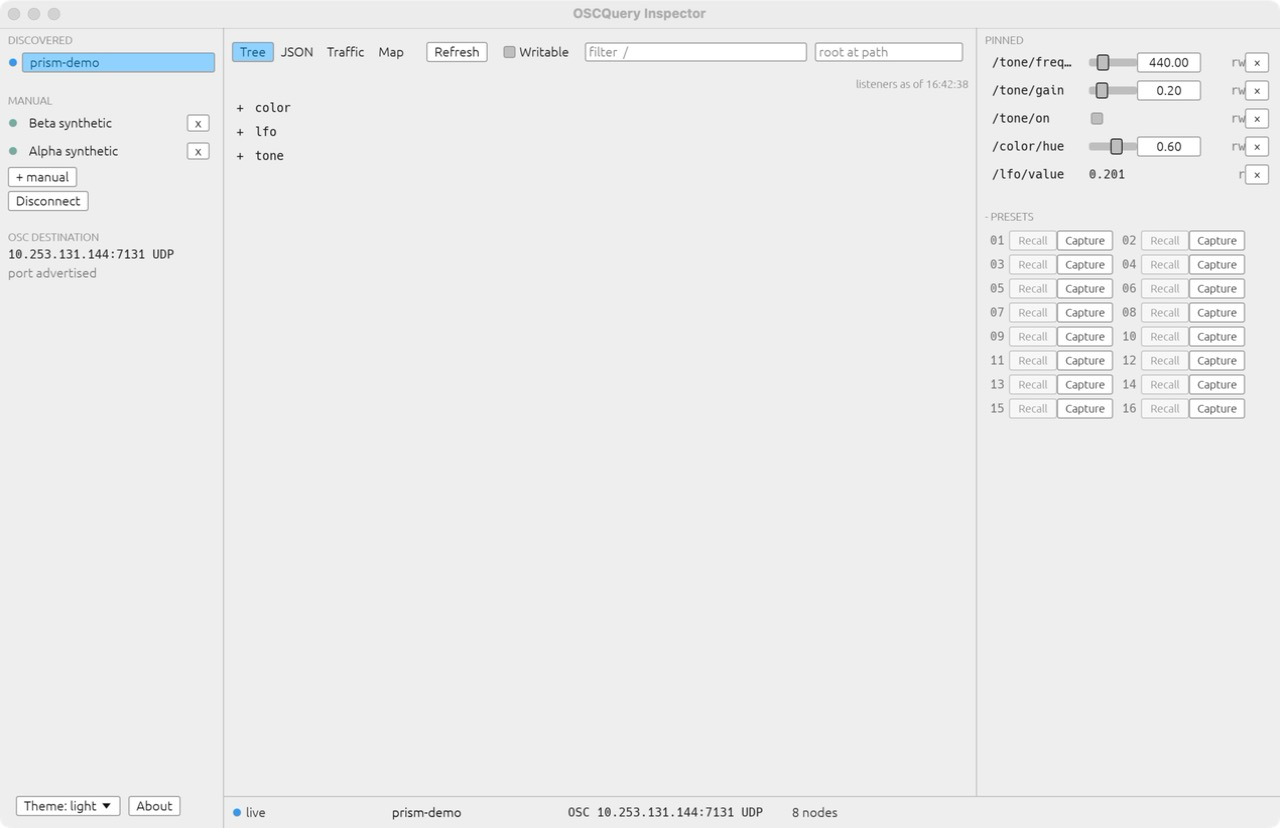 OSCQuery Inspector
DISCOVERED
prism-demo
MANUAL
Beta synthetic x
Alpha synthetic x
+ manual
Disconnect
OSC DESTINATION
10.253.131.144:7131 UDP
port advertised
Theme: light
About
Tree JSON Traffic Map Refresh Writable filter / root at path
listeners as of 16:42:38
+ color
+ lfo
+ tone
live prism-demo OSC 10.253.131.144:7131 UDP 8 nodes
PINNED
/tone/freq… 440.00 rw ×
/tone/gain 0.20 rw ×
/tone/on rw ×
/color/hue 0.60 rw ×
/lfo/value 0.201 r ×
- PRESETS
01 Recall Capture 02 Recall Capture
03 Recall Capture 04 Recall Capture
05 Recall Capture 06 Recall Capture
07 Recall Capture 08 Recall Capture
09 Recall Capture 10 Recall Capture
11 Recall Capture 12 Recall Capture
13 Recall Capture 14 Recall Capture
15 Recall Capture 16 Recall Capture